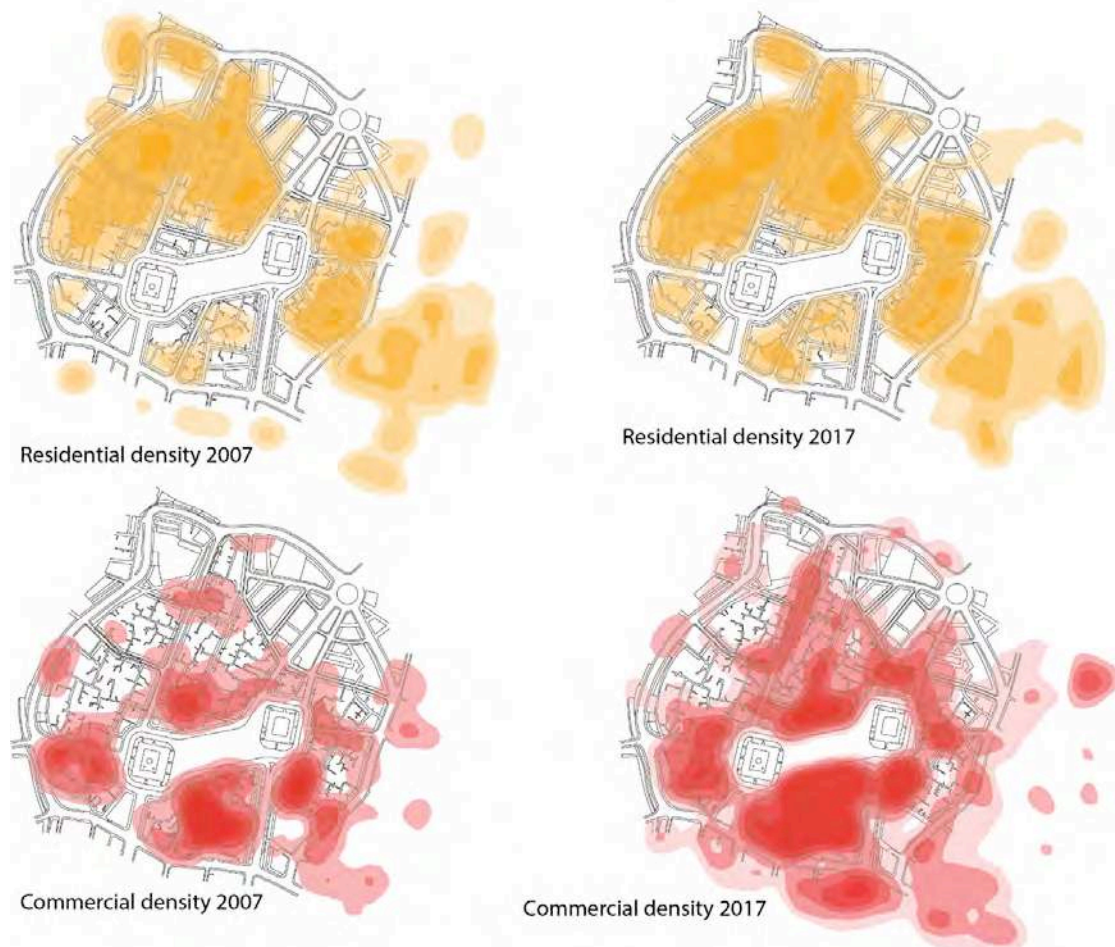 Residential density 2007
Residential density 2017
Commercial density 2007
Commercial density 2017